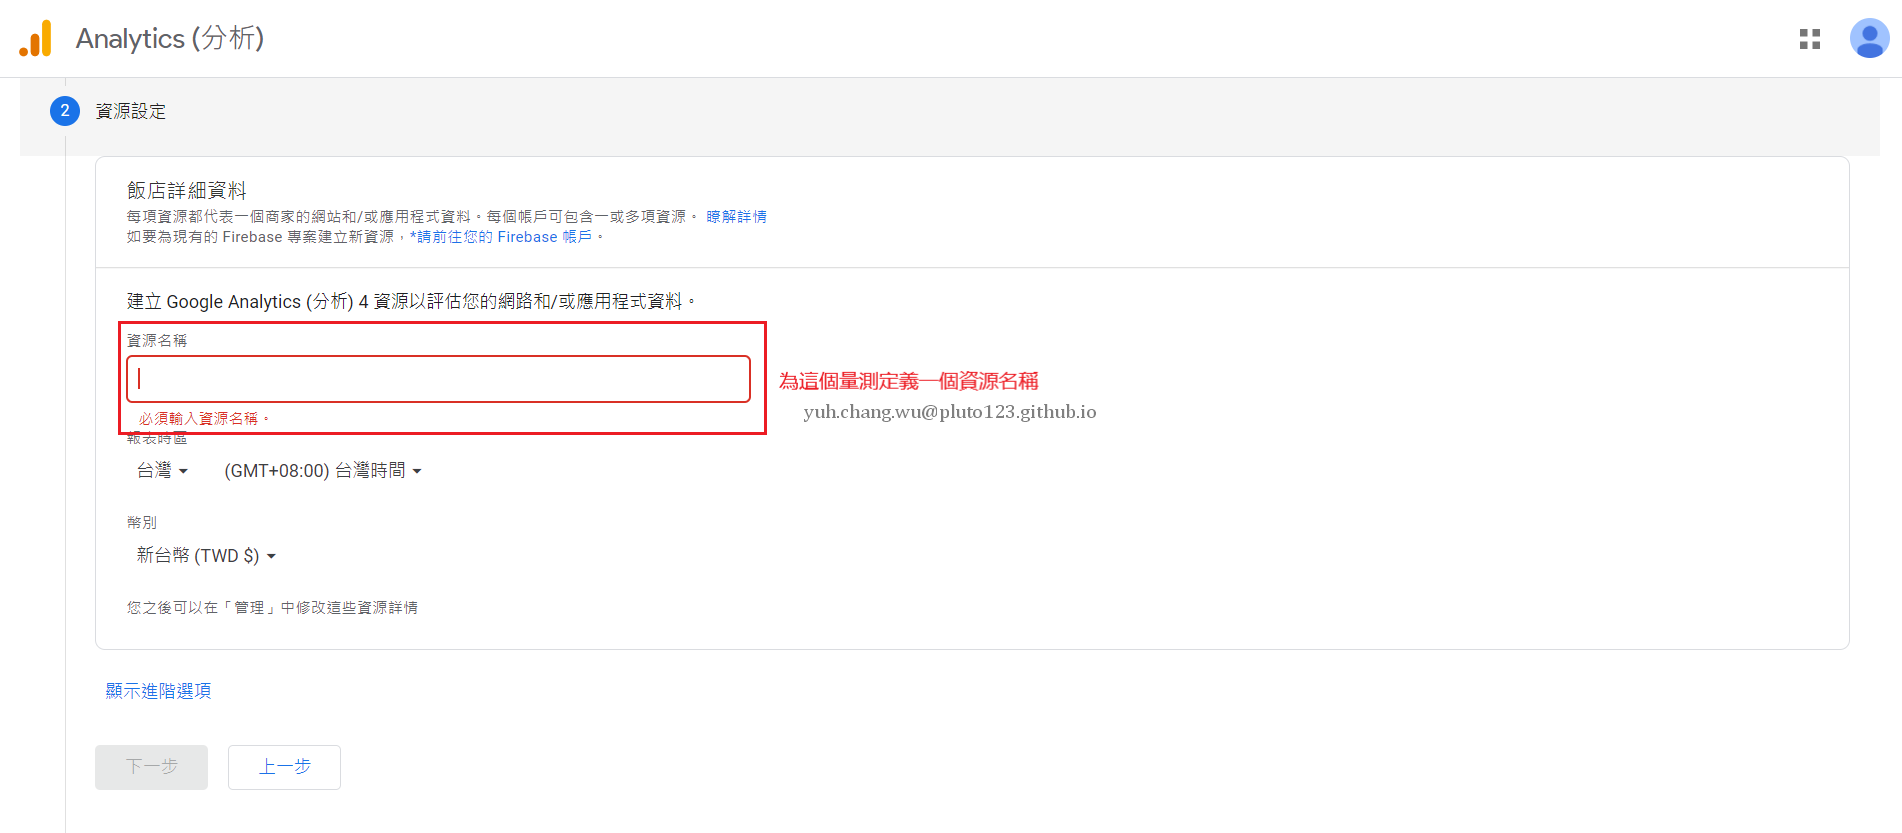 Analytics (分析)
2 資源設定
飯店詳細資料
每項資源都代表一個商家的網站和/或應用程式資料。每個帳戶可包含一或多項資源。 瞭解詳情
如要為現有的 Firebase 專案建立新資源，*請前往您的 Firebase 帳戶。
建立 Google Analytics (分析) 4 資源以評估您的網路和/或應用程式資料。
資源名稱
為這個量測定義一個資源名稱
yuh.chang.wu@pluto123.github.io
必須輸入資源名稱。
報表時區
台灣 (GMT+08:00) 台灣時間
幣別
新台幣 (TWD $)
您之後可以在「管理」中修改這些資源詳情
顯示進階選項
下一步 上一步